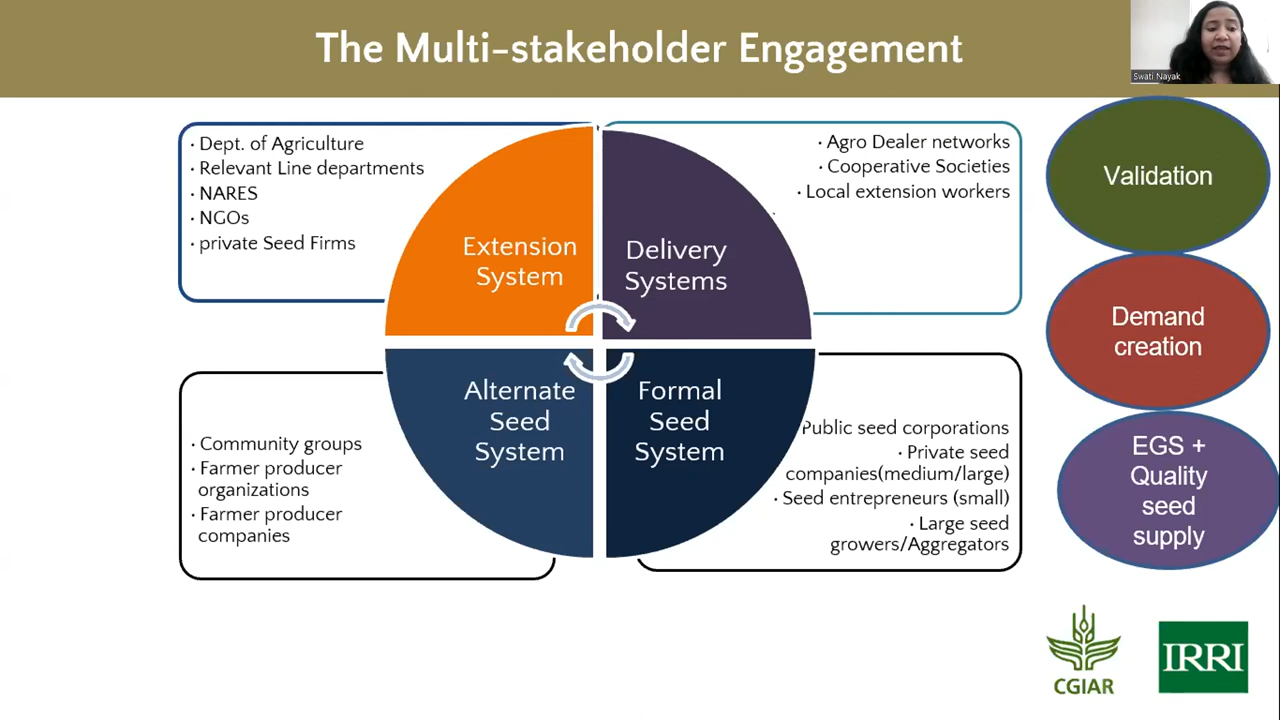 The Multi-stakeholder Engagement
Swati Nayak
· Dept. of Agriculture
· Relevant Line departments
· NARES
· NGOs
· private Seed Firms
Extension
System
Delivery
Systems
· Agro Dealer networks
· Cooperative Societies
· Local extension workers
·
Alternate
Seed
System
Formal
Seed
System
· Community groups
· Farmer producer
organizations
· Farmer producer
companies
Public seed corporations
· Private seed
companies(medium/large)
· Seed entrepreneurs (small)
· Large seed
growers/Aggregators
Validation
Demand
creation
EGS +
Quality
seed
supply
CGIAR
IRRI